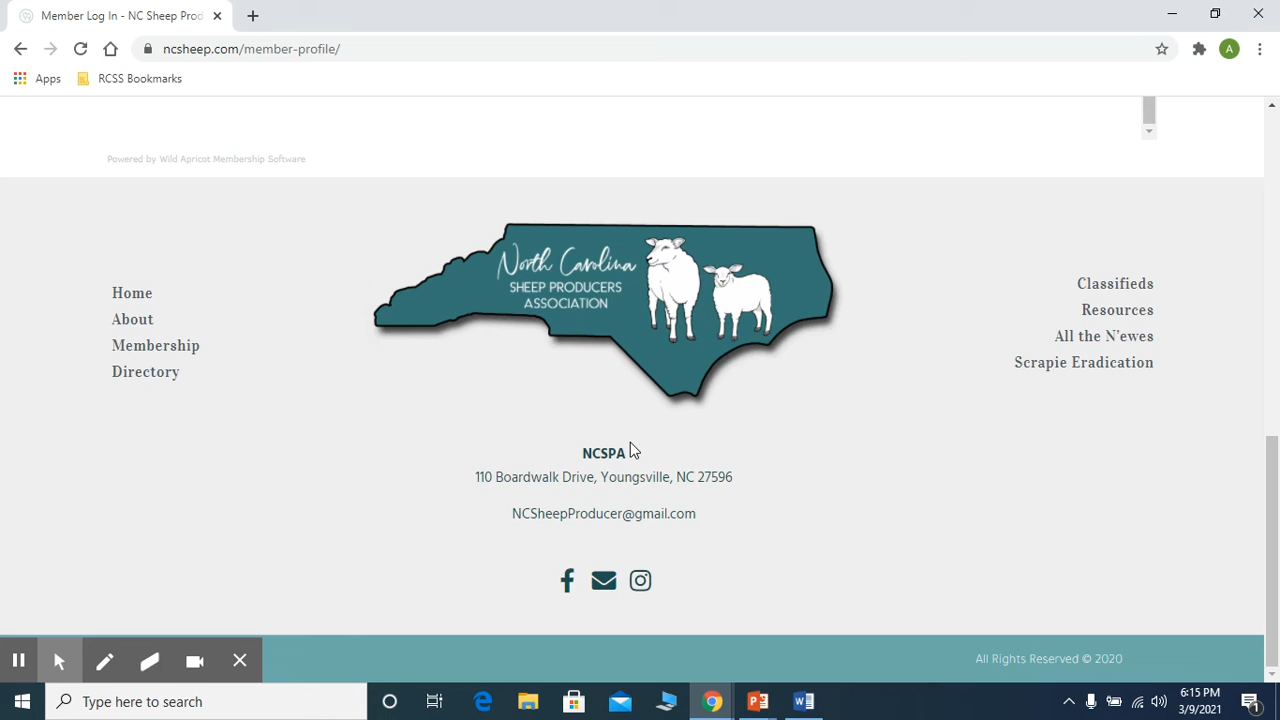 Member Log In - NC Sheep Prod
ncsheep.com/member-profile/
A
Apps
RCSS Bookmarks
Powered by Wild Apricot Membership Software
North Carolina
SHEEP PRODUCERS
ASSOCIATION
Home
About
Membership
Directory
Classifieds
Resources
All the N'ewes
Scrapie Eradication
NCSPA
110 Boardwalk Drive, Youngsville, NC 27596
NCSheepProducer@gmail.com
All Rights Reserved © 2020
Type here to search
6:15 PM
3/9/2021
1